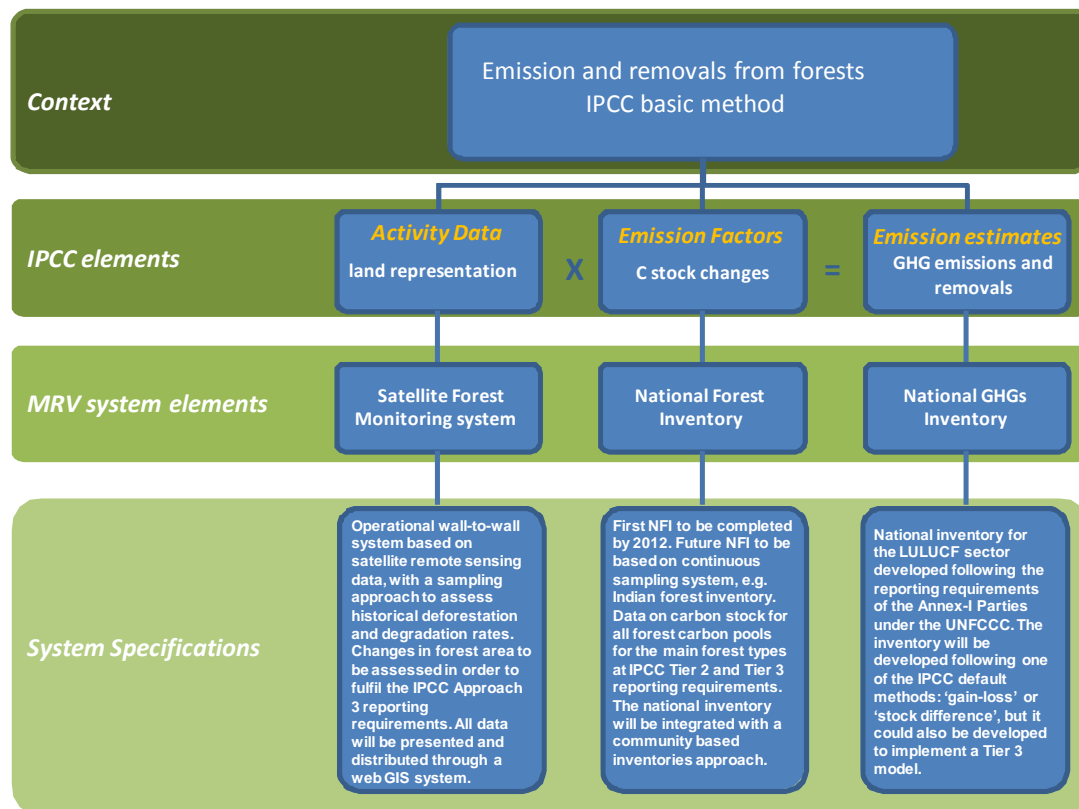 Context
Emission and removals from forests
IPCC basic method
IPCC elements
Activity Data
land representation
X
Emission Factors
C stock changes
=
Emission estimates
GHG emissions and
removals
MRV system elements
Satellite Forest
Monitoring system
National Forest
Inventory
National GHGs
Inventory
System Specifications
Operational wall-to-wall
system based on
satellite remote sensing
data, with a sampling
approach to assess
historical deforestation
and degradation rates.
Changes in forest area to
be assessed in order to
fulfil the IPCC Approach
3 reporting
requirements. All data
will be presented and
distributed through a
web GIS system.
First NFI to be completed
by 2012. Future NFI to be
based on continuous
sampling system, e.g.
Indian forest inventory.
Data on carbon stock for
all forest carbon pools
for the main forest types
at IPCC Tier 2 and Tier 3
reporting requirements.
The national inventory
will be integrated with a
community based
inventories approach.
National inventory for
the LULUCF sector
developed following the
reporting requirements
of the Annex-I Parties
under the UNFCCC. The
inventory will be
developed following one
of the IPCC default
methods: ‘gain-loss’ or
‘stock difference’, but it
could also be developed
to implement a Tier 3
model.